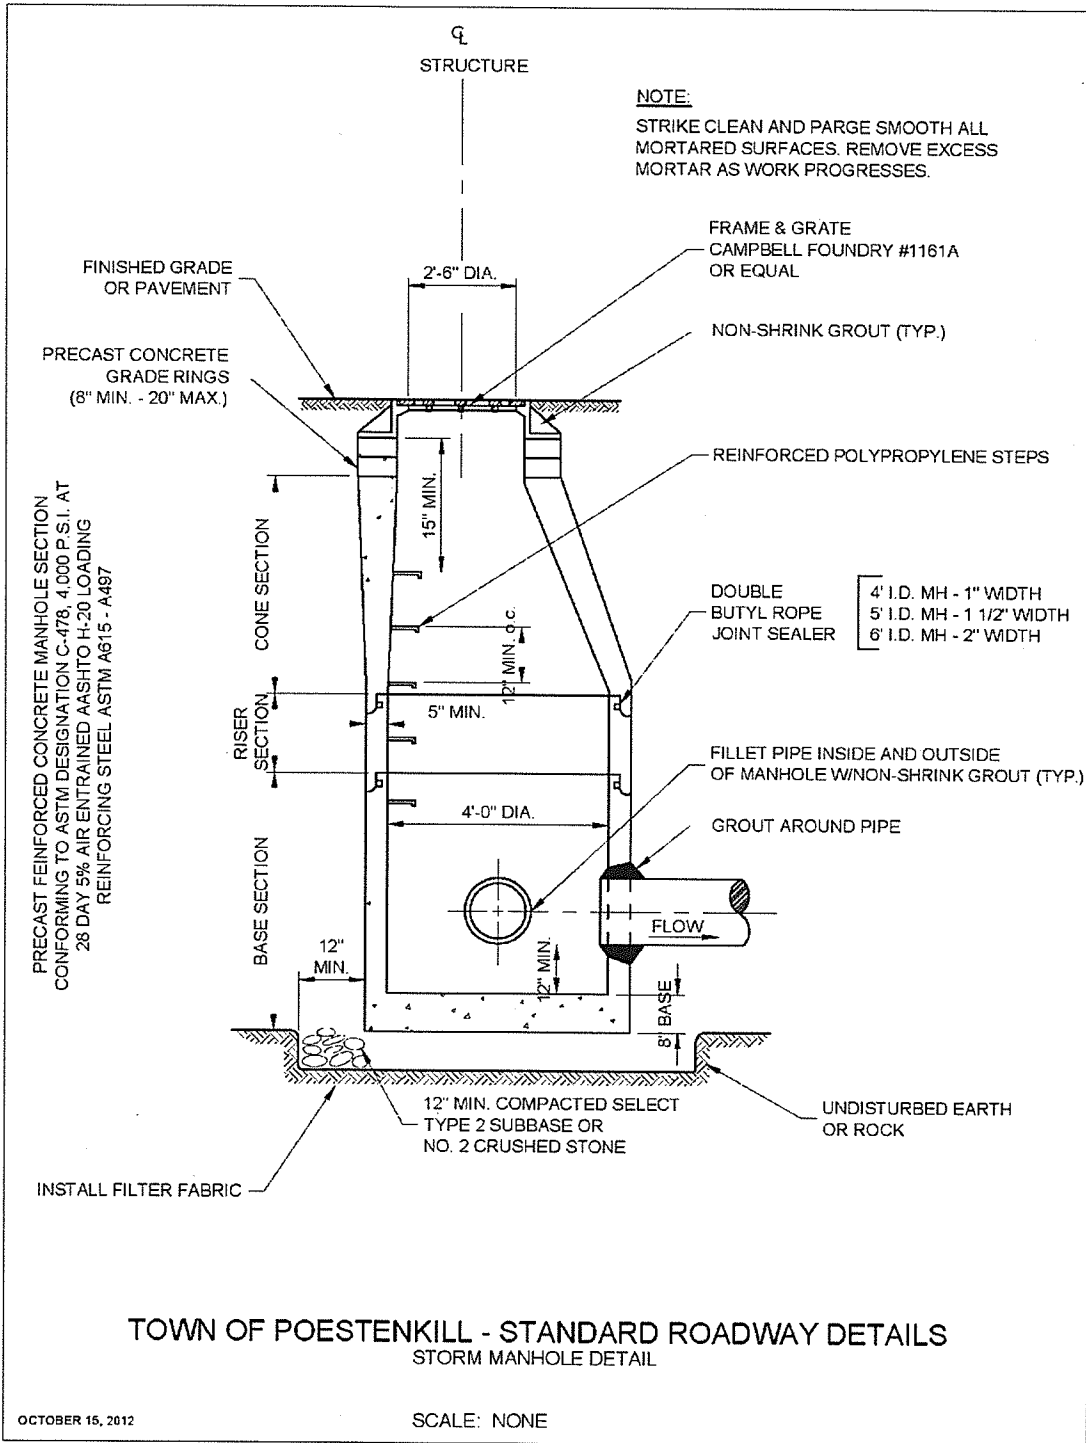 ℄
STRUCTURE
NOTE:
STRIKE CLEAN AND PARGE SMOOTH ALL
MORTARED SURFACES. REMOVE EXCESS
MORTAR AS WORK PROGRESSES.
FRAME & GRATE
CAMPBELL FOUNDRY #1161A
OR EQUAL
FINISHED GRADE
OR PAVEMENT
2'-6" DIA.
NON-SHRINK GROUT (TYP.)
PRECAST CONCRETE
GRADE RINGS
(8" MIN. - 20" MAX.)
REINFORCED POLYPROPYLENE STEPS
15" MIN.
PRECAST FEINFORCED CONCRETE MANHOLE SECTION
CONFORMING TO ASTM DESIGNATION C-478, 4,000 P.S.I. AT
28 DAY 5% AIR ENTRAINED AASHTO H-20 LOADING
REINFORCING STEEL ASTM A615 - A497
CONE SECTION
DOUBLE
BUTYL ROPE
JOINT SEALER
4' I.D. MH - 1" WIDTH
5' I.D. MH - 1 1/2" WIDTH
6' I.D. MH - 2" WIDTH
12" MIN. o.c.
5" MIN.
RISER
SECTION
FILLET PIPE INSIDE AND OUTSIDE
OF MANHOLE W/NON-SHRINK GROUT (TYP.)
4'-0" DIA.
GROUT AROUND PIPE
BASE SECTION
FLOW
12"
MIN.
12" MIN.
8' BASE
12" MIN. COMPACTED SELECT
TYPE 2 SUBBASE OR
NO. 2 CRUSHED STONE
UNDISTURBED EARTH
OR ROCK
INSTALL FILTER FABRIC
TOWN OF POESTENKILL - STANDARD ROADWAY DETAILS
STORM MANHOLE DETAIL
OCTOBER 15, 2012
SCALE: NONE